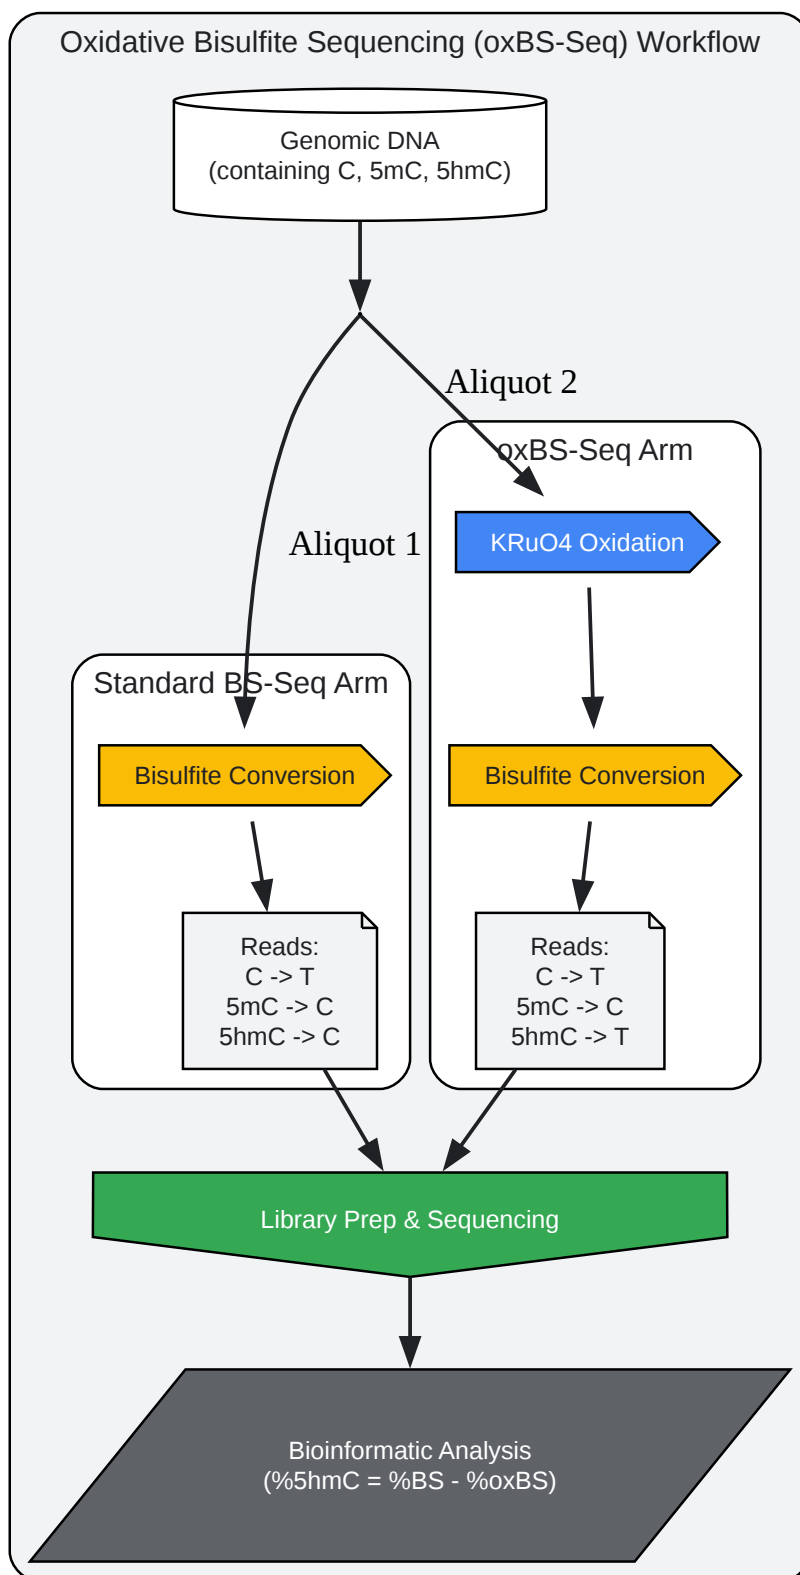 Oxidative Bisulfite Sequencing (oxBS-Seq) Workflow
Genomic DNA
(containing C, 5mC, 5hmC)
Aliquot 2
oxBS-Seq Arm
KRuO4 Oxidation
Aliquot 1
Standard BS-Seq Arm
Bisulfite Conversion
Bisulfite Conversion
Reads:
C -> T
5mC -> C
5hmC -> C
Reads:
C -> T
5mC -> C
5hmC -> T
Library Prep & Sequencing
Bioinformatic Analysis
(%5hmC = %BS - %oxBS)